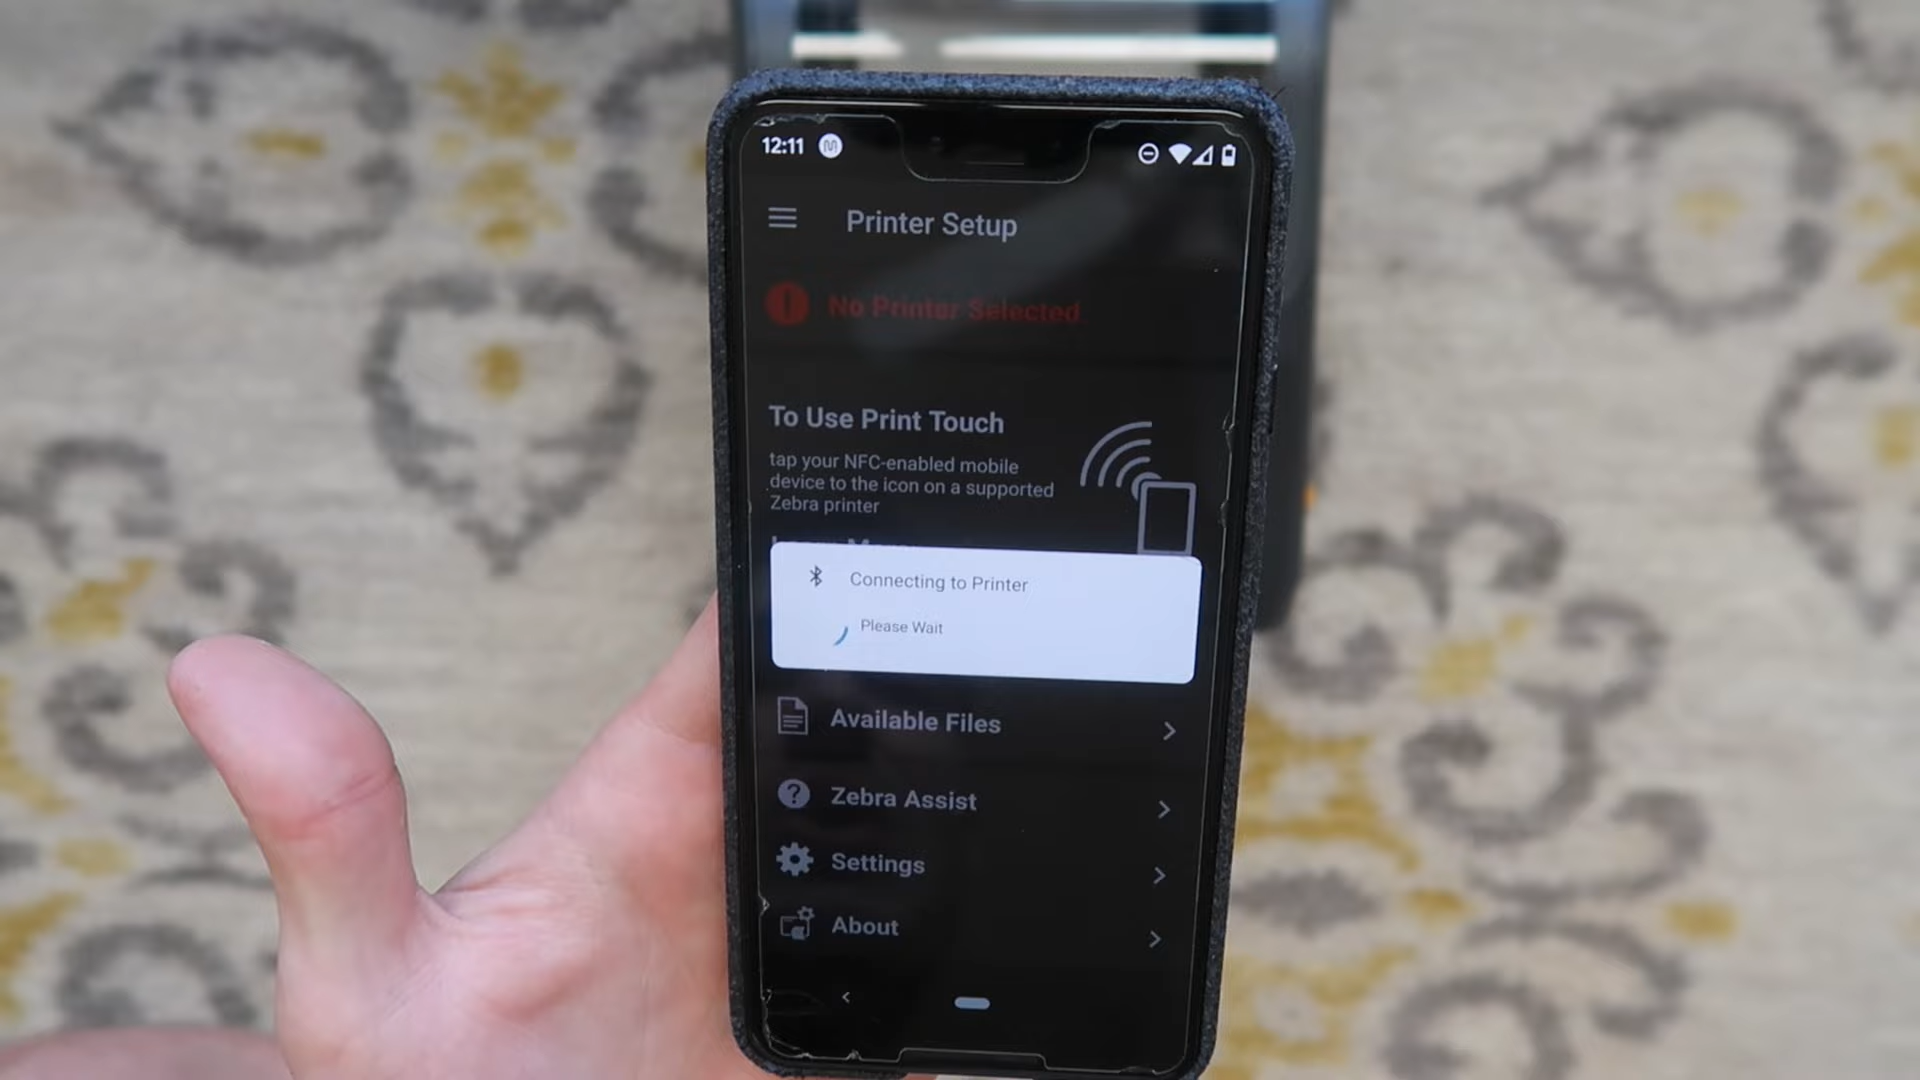 12:11
Printer Setup
No Printer Selected
To Use Print Touch
tap your NFC-enabled mobile
device to the icon on a supported
Zebra printer
Connecting to Printer
Please Wait
Available Files
Zebra Assist
Settings
About